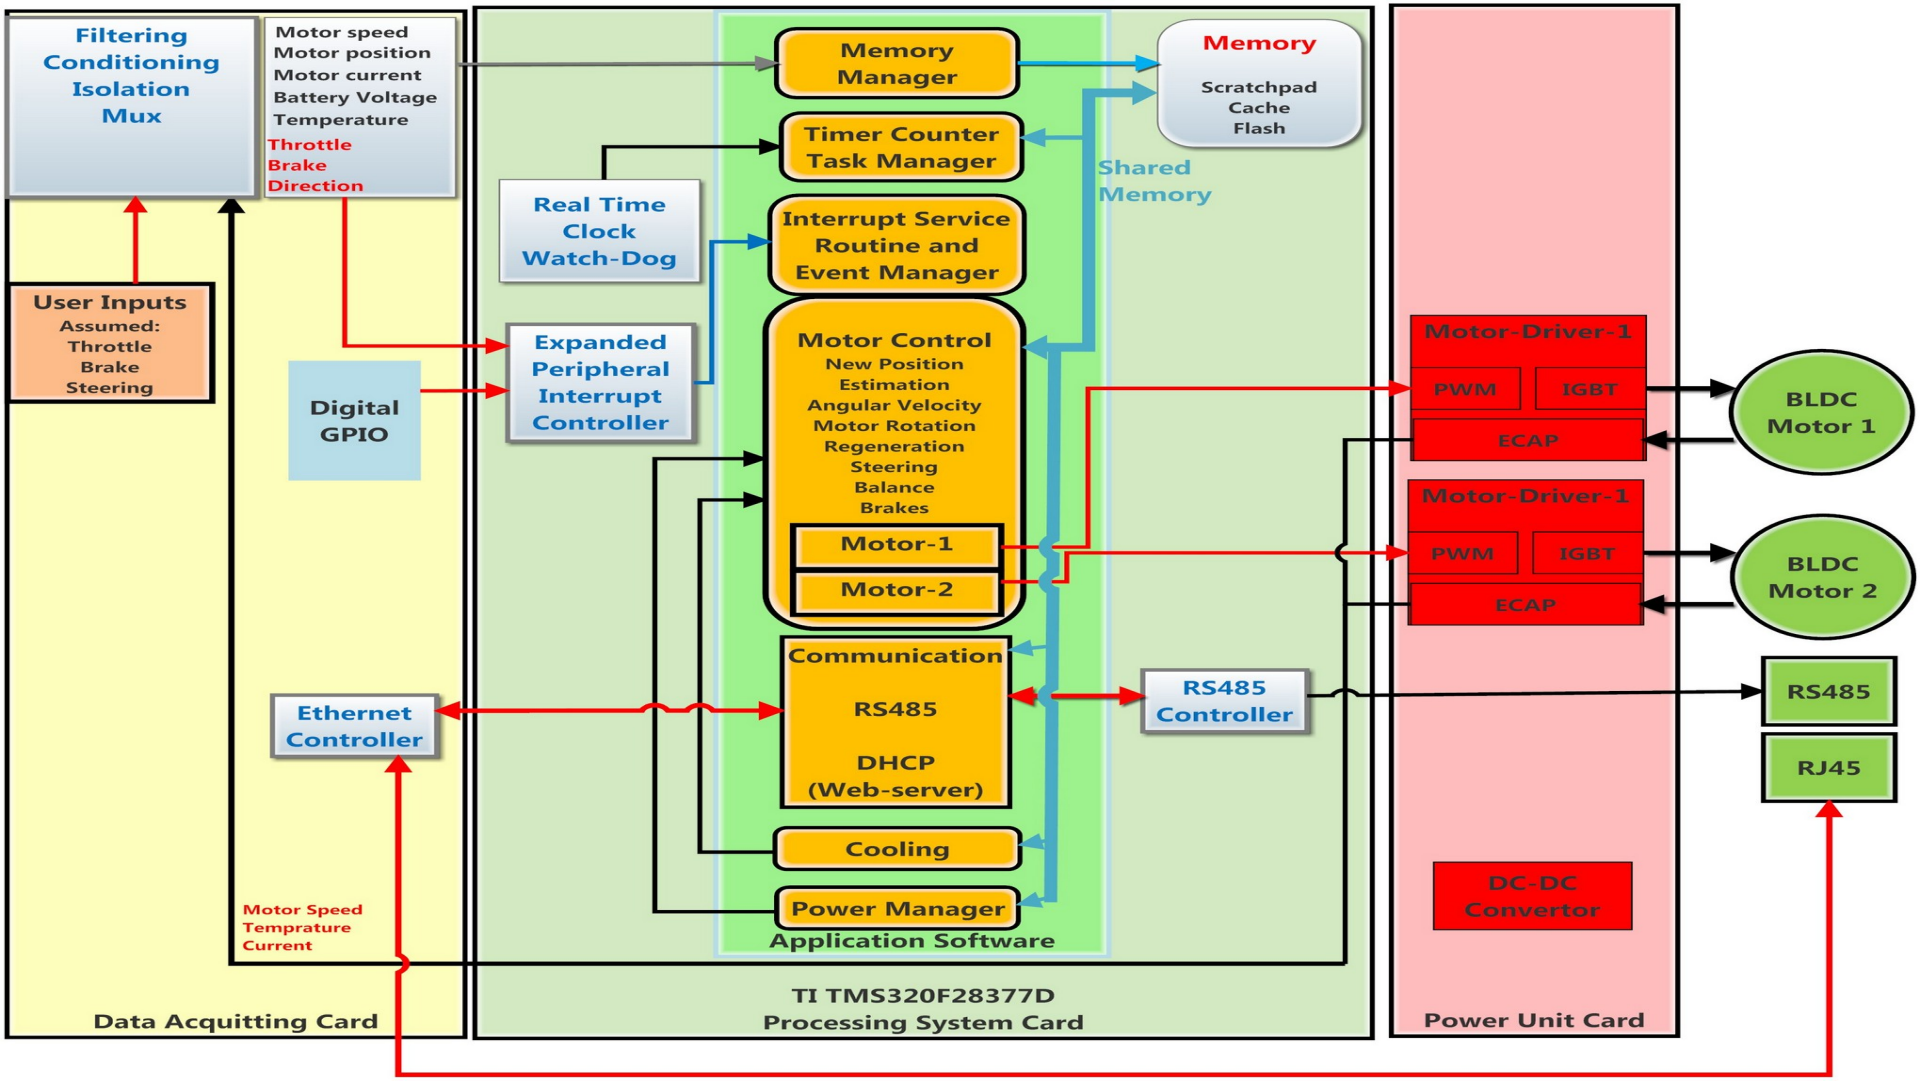 Filtering
Conditioning
Isolation
Mux
Motor speed
Motor position
Motor current
Battery Voltage
Temperature
Throttle
Brake
Direction
User Inputs
Assumed:
Throttle
Brake
Steering
Digital
GPIO
Ethernet
Controller
Motor Speed
Temprature
Current
Data Acquitting Card
Real Time
Clock
Watch-Dog
Expanded
Peripheral
Interrupt
Controller
Memory
Manager
Timer Counter
Task Manager
Interrupt Service
Routine and
Event Manager
Motor Control
New Position
Estimation
Angular Velocity
Motor Rotation
Regeneration
Steering
Balance
Brakes
Motor-1
Motor-2
Communication
RS485
DHCP
(Web-server)
Cooling
Power Manager
Application Software
Memory
Scratchpad
Cache
Flash
Shared
Memory
RS485
Controller
TI TMS320F28377D
Processing System Card
Motor-Driver-1
PWM
IGBT
ECAP
Motor-Driver-1
PWM
IGBT
ECAP
DC-DC
Convertor
Power Unit Card
BLDC
Motor 1
BLDC
Motor 2
RS485
RJ45